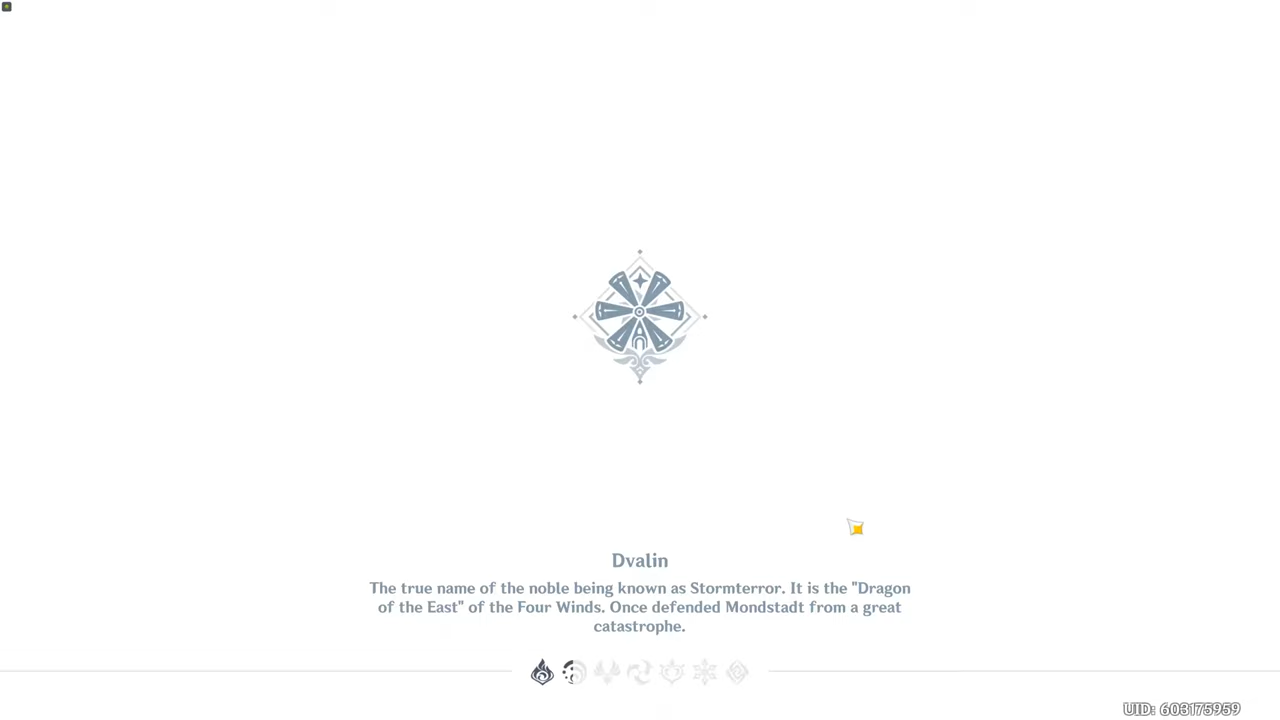 Dvalin
The true name of the noble being known as Stormterror. It is the "Dragon
of the East" of the Four Winds. Once defended Mondstadt from a great
catastrophe.
UID: 603175959